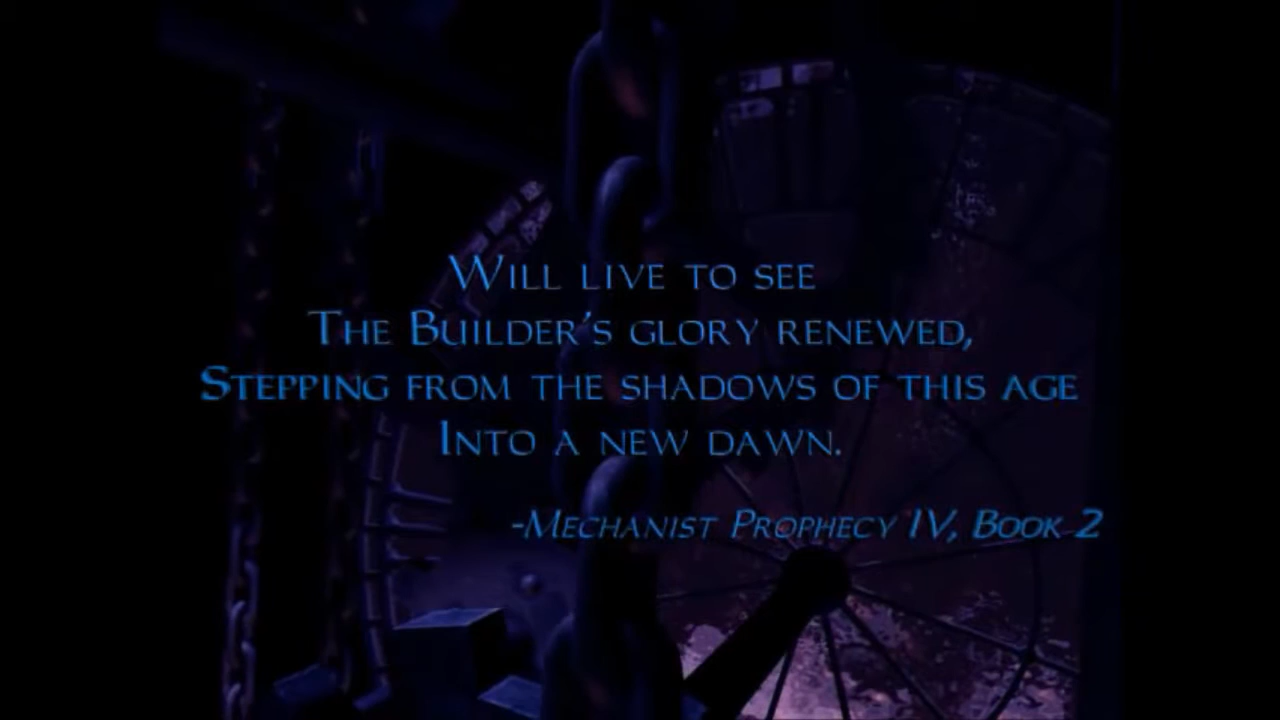 Will live to see
The Builder's glory renewed,
Stepping from the shadows of this age
Into a new dawn.
-Mechanist Prophecy IV, Book 2